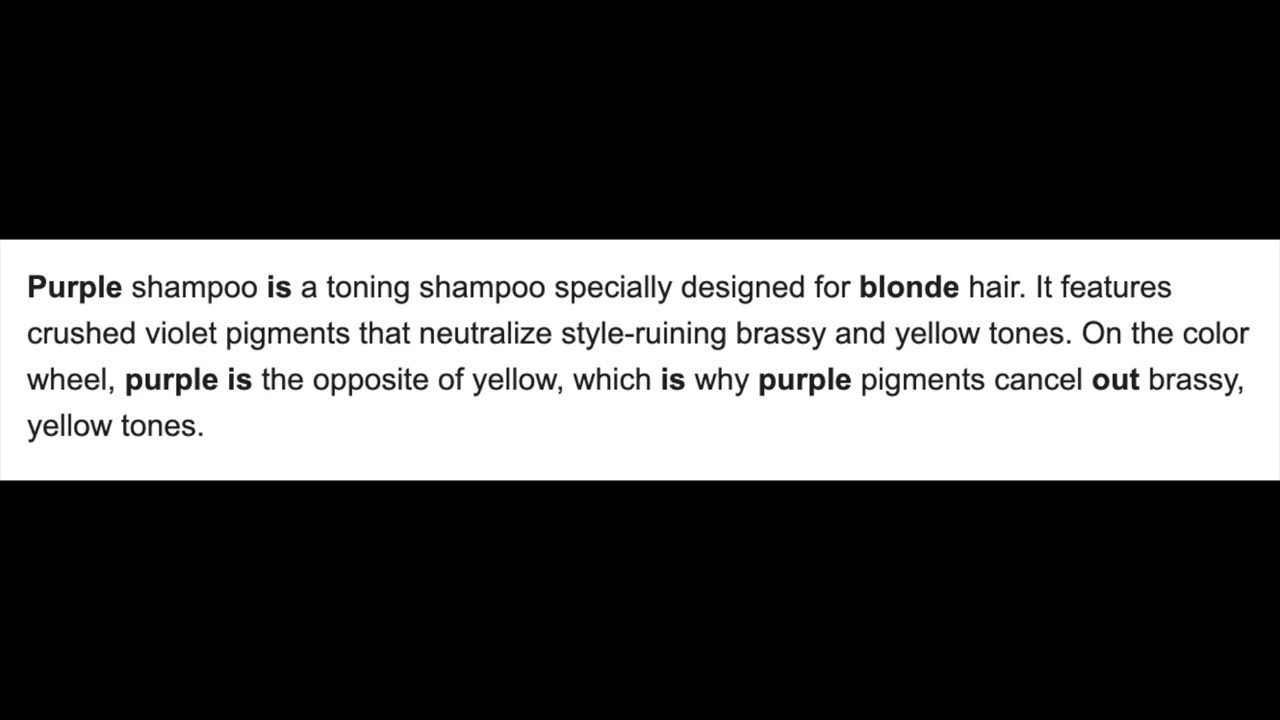 Purple shampoo is a toning shampoo specially designed for blonde hair. It features
crushed violet pigments that neutralize style-ruining brassy and yellow tones. On the color
wheel, purple is the opposite of yellow, which is why purple pigments cancel out brassy,
yellow tones.